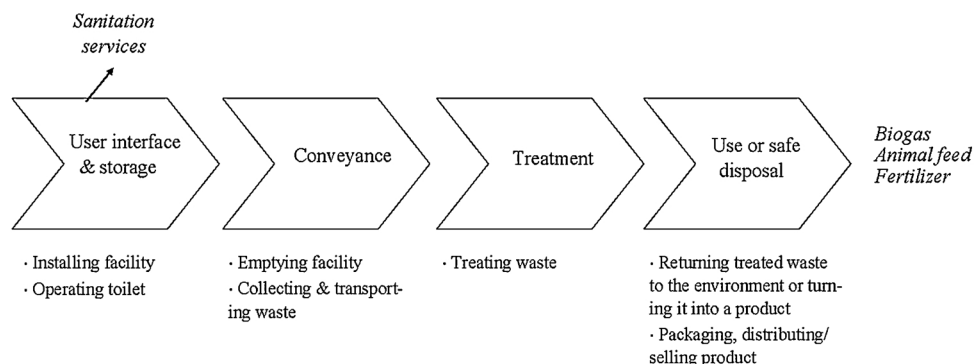 Sanitation
services
User interface
& storage
Conveyance
Treatment
Use or safe
disposal
Biogas
Animal feed
Fertilizer
· Installing facility
· Operating toilet
· Emptying facility
· Collecting & transport-
ing waste
· Treating waste
· Returning treated waste
to the environment or turn-
ing it into a product
· Packaging, distributing/
selling product